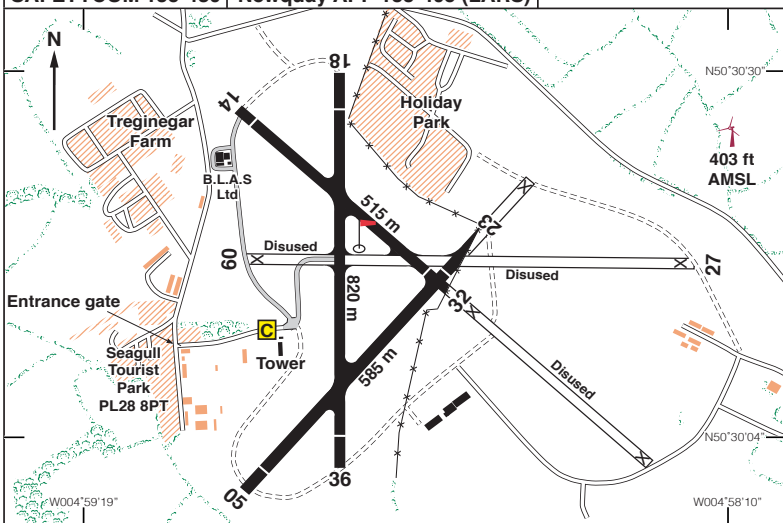 N
18
14
N50°30'30"
Holiday
Park
Treginegar
Farm
403 ft
AMSL
B.L.A.S
Ltd
515 m
23
Disused
09
27
Disused
820 m
32
Entrance gate
C
Tower
Seagull
Tourist
Park
PL28 8PT
585 m
Disused
N50°30'04"
36
05
W004°59'19"
W004°58'10"